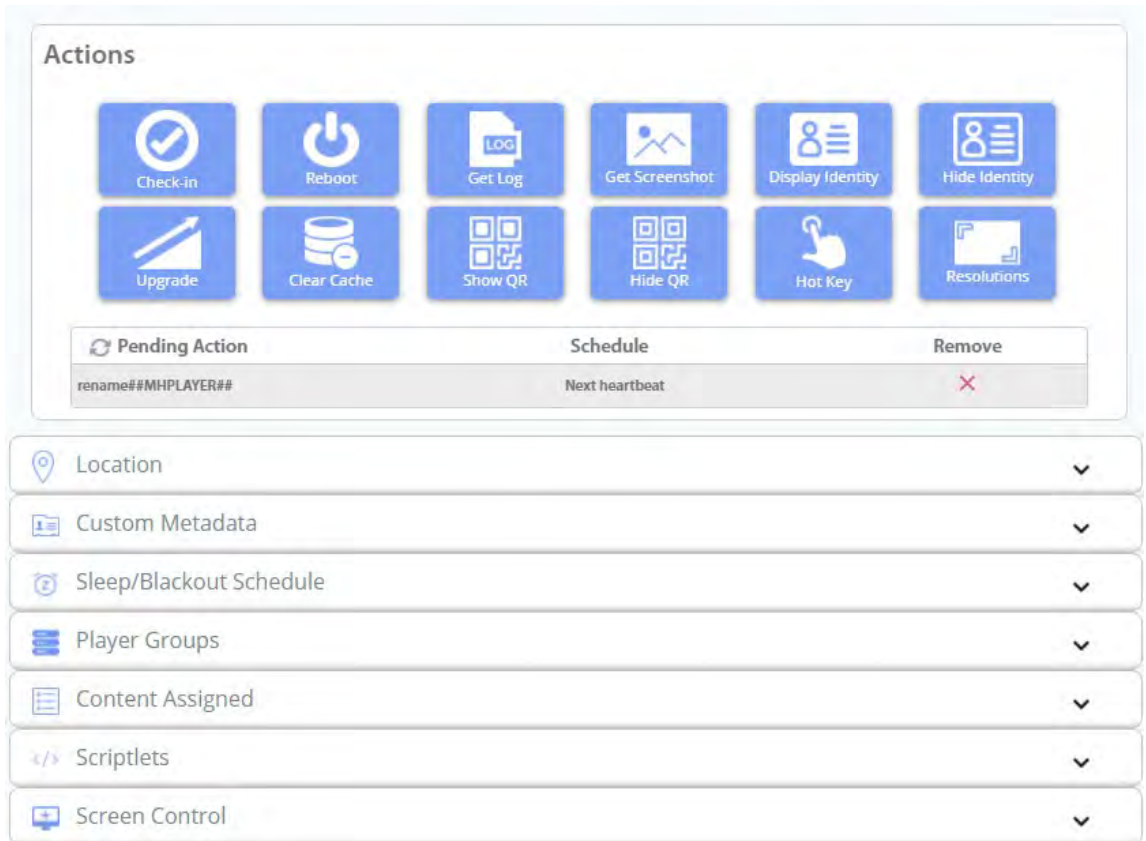 Actions
Check-in Reboot Get Log Get Screenshot Display Identity Hide Identity
LOG
Upgrade Clear Cache Show QR Hide QR Hot Key Resolutions
Pending Action Schedule Remove
rename##MHPLAYER## Next heartbeat
Location
Custom Metadata
Sleep/Blackout Schedule
Player Groups
Content Assigned
Scriptlets
Screen Control